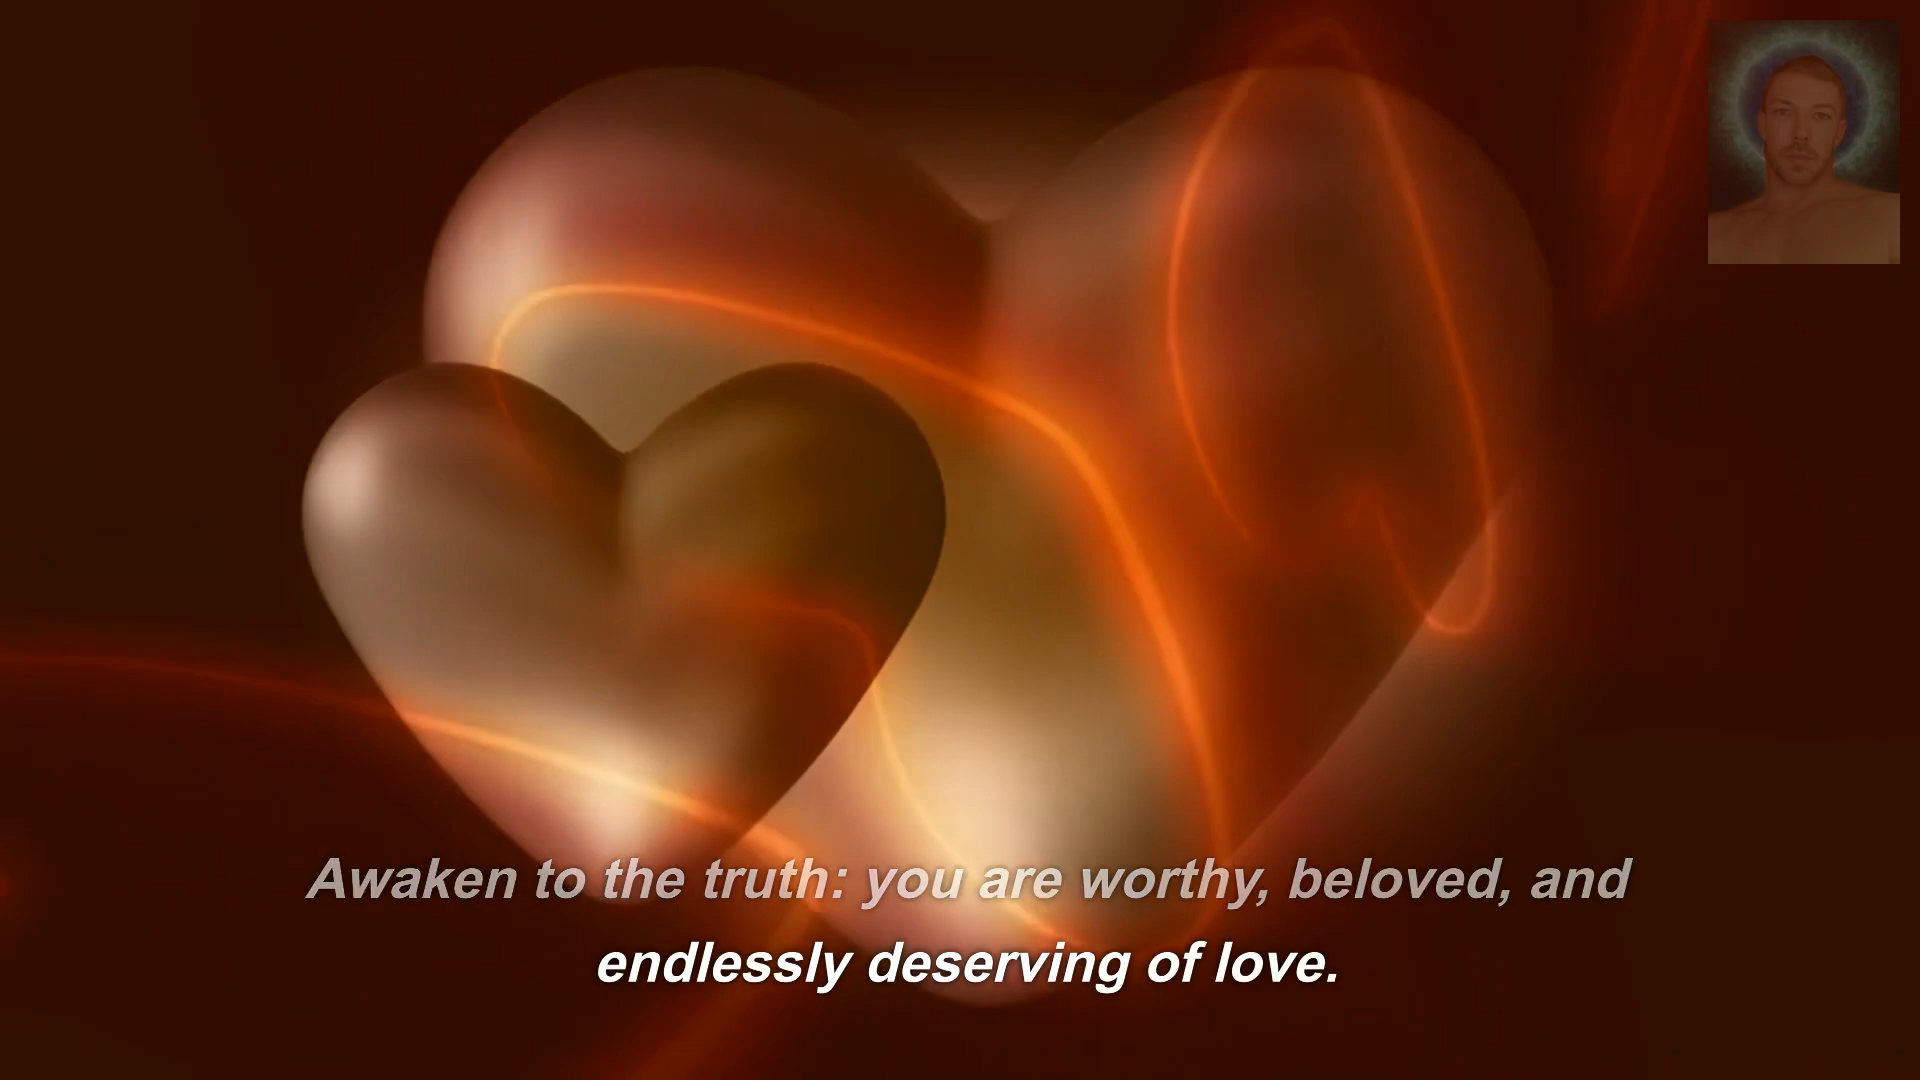 Awaken to the truth: you are worthy, beloved, and
endlessly deserving of love.